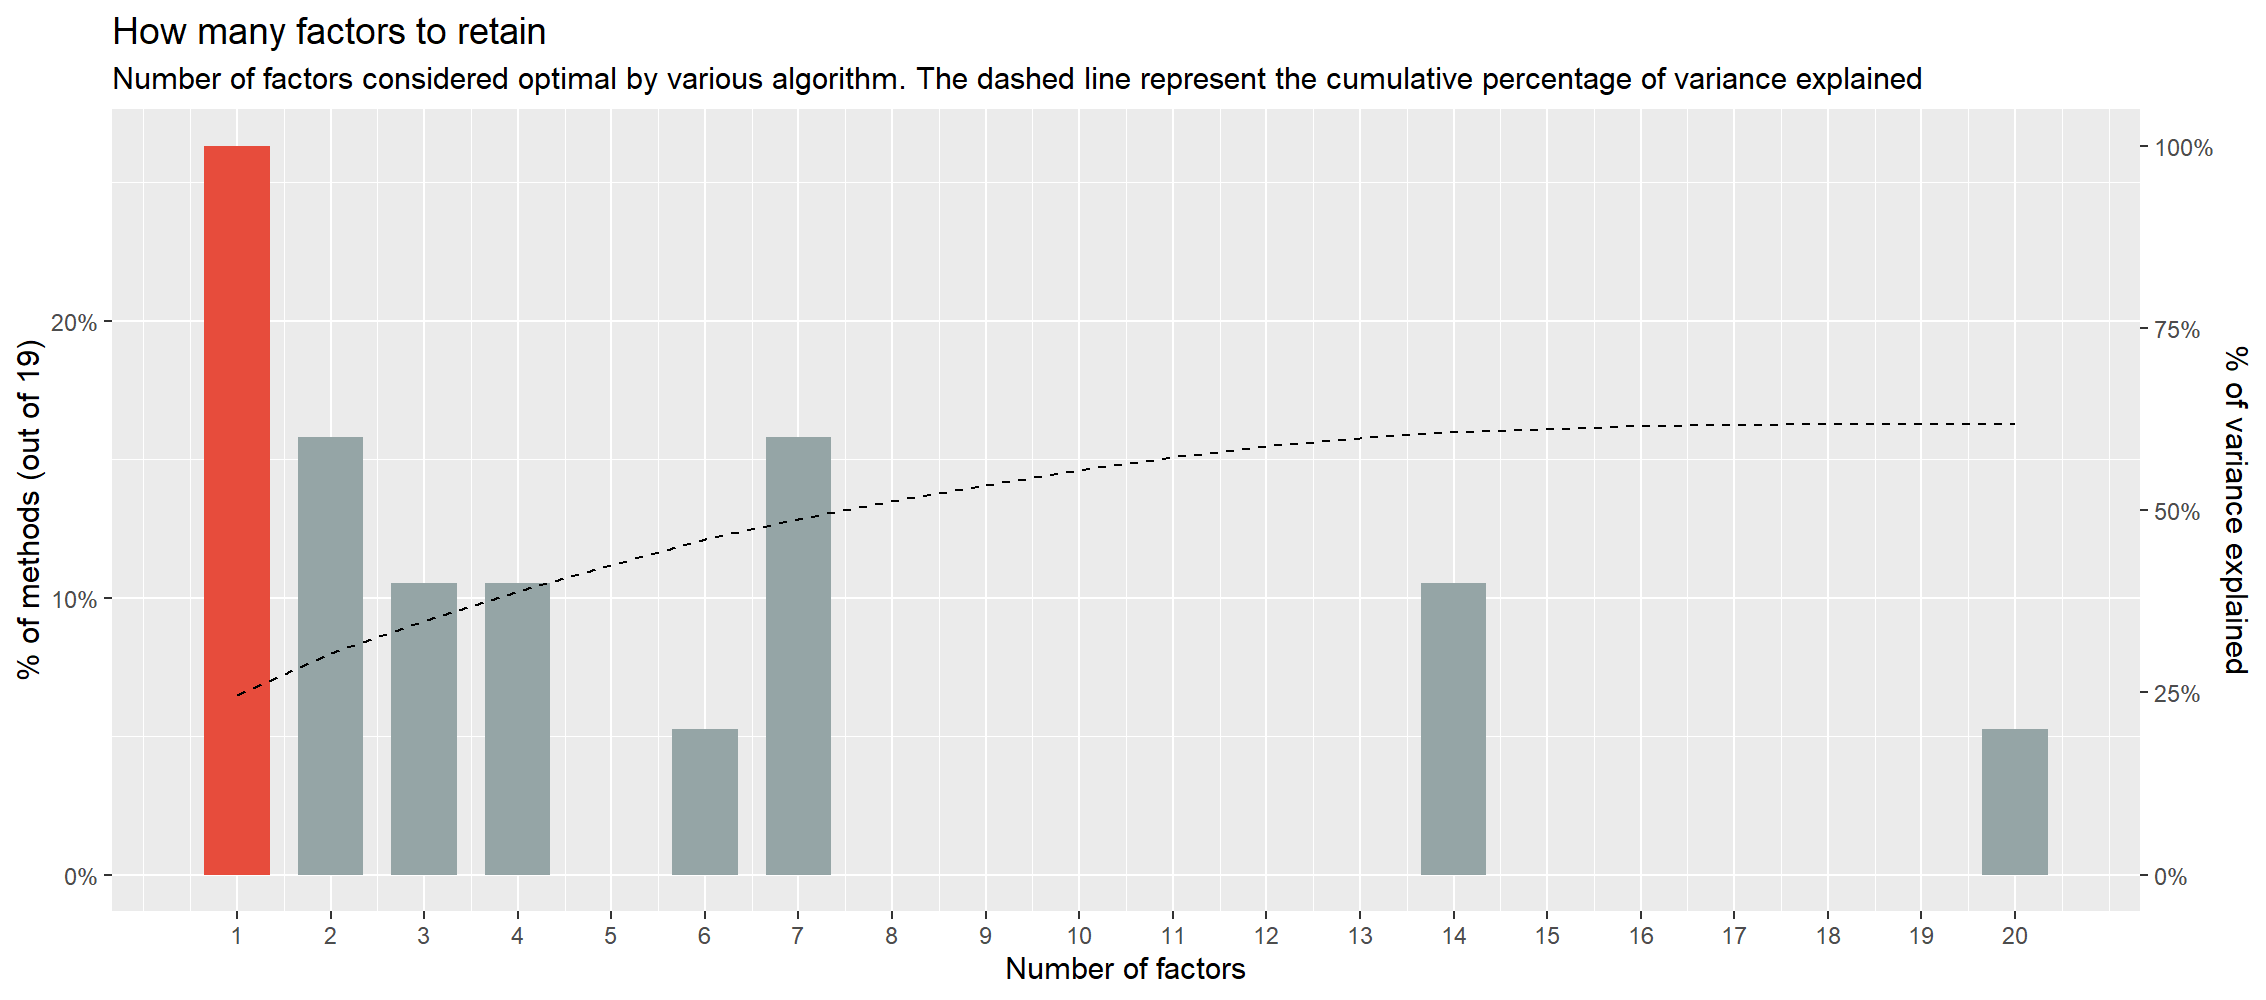 How many factors to retain
Number of factors considered optimal by various algorithm. The dashed line represent the cumulative percentage of variance explained
% of methods (out of 19)
20%
10%
0%
100%
75%
50%
25%
0%
% of variance explained
1 2 3 4 5 6 7 8 9 10 11 12 13 14 15 16 17 18 19 20
Number of factors